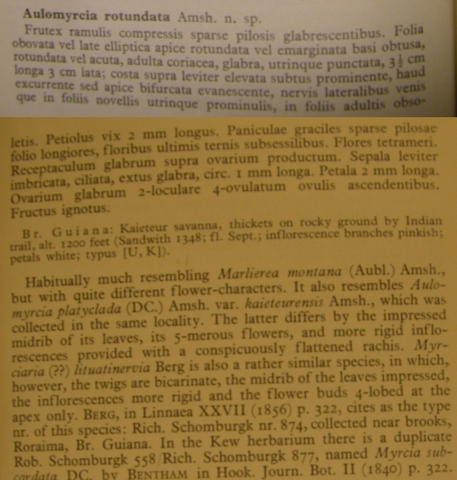 Aulomyrcia rotundata Amsh. n. sp.
Frutex ramulis compressis sparse pilosis glabrescentibus. Folia
obovata vel late elliptica apice rotundata vel emarginata basi obtusa,
rotundata vel acuta, adulta coriacea, glabra, utrinque punctata, 3½ cm
longa 3 cm lata; costa supra leviter elevata subtus prominente, haud
excurrente sed apice bifurcata evanescente, nervis lateralibus venis
que in foliis novellis utrinque prominulis, in foliis adultis obso-
letis. Petiolus vix 2 mm longus. Paniculae graciles sparse pilosae
folio longiores, floribus ultimis ternis subsessilibus. Flores tetrameri.
Receptaculum glabrum supra ovarium productum. Sepala leviter
imbricata, ciliata, extus glabra, circ. 1 mm longa. Petala 2 mm longa.
Ovarium glabrum 2-loculare 4-ovulatum ovulis ascendentibus.
Fructus ignotus.
Br. Guiana: Kaieteur savanna, thickets on rocky ground by Indian
trail, alt. 1200 feet (Sandwith 1348; fl. Sept.; inflorescence branches pinkish;
petals white; typus [U, K]).
Habitually much resembling Marlierea montana (Aubl.) Amsh.,
but with quite different flower-characters. It also resembles Aulo-
myrcia platyclada (DC.) Amsh. var. kaieteurensis Amsh., which was
collected in the same locality. The latter differs by the impressed
midrib of its leaves, its 5-merous flowers, and more rigid inflo-
rescences provided with a conspicuously flattened rachis. Myr-
ciaria (??) lituatinervia Berg is also a rather similar species, in which,
however, the twigs are bicarinate, the midrib of the leaves impressed,
the inflorescences more rigid and the flower buds 4-lobed at the
apex only. BERG, in Linnaea XXVII (1856) p. 322, cites as the type
nr. of this species: Rich. Schomburgk nr. 874, collected near brooks,
Roraima, Br. Guiana. In the Kew herbarium there is a duplicate
Rob. Schomburgk 558/Rich. Schomburgk 877, named Myrcia sub-
cordata DC. by BENTHAM in Hook. Journ. Bot. II (1840) p. 322.